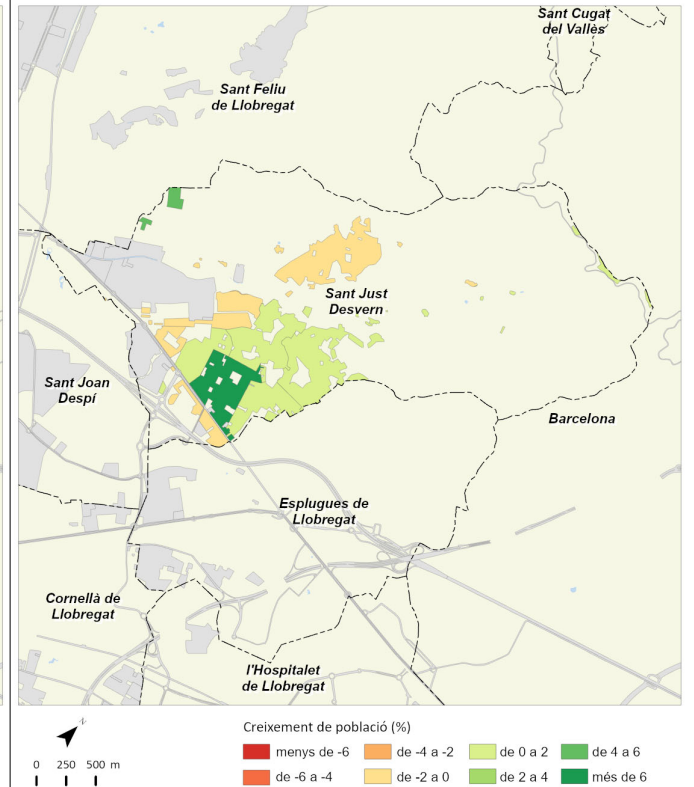 Sant Cugat
del Vallès
Sant Feliu
de Llobregat
Sant Just
Desvern
Sant Joan
Despí
Barcelona
Esplugues de
Llobregat
Cornellà de
Llobregat
l'Hospitalet
de Llobregat
N
0 250 500 m
Creixement de població (%)
menys de -6 de -4 a -2 de 0 a 2 de 4 a 6
de -6 a -4 de -2 a 0 de 2 a 4 més de 6